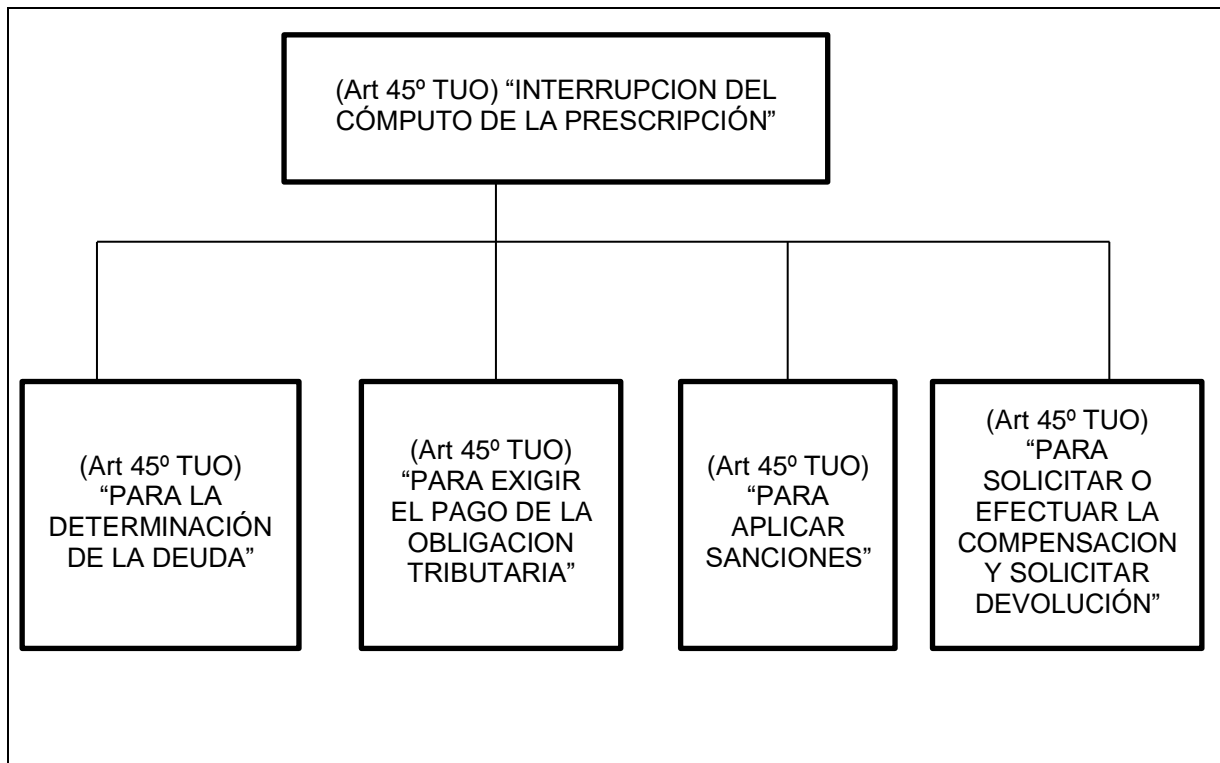 (Art 45º TUO) “INTERRUPCION DEL
CÓMPUTO DE LA PRESCRIPCIÓN”
(Art 45º TUO)
“PARA LA
DETERMINACIÓN
DE LA DEUDA”
(Art 45º TUO)
“PARA EXIGIR
EL PAGO DE LA
OBLIGACION
TRIBUTARIA”
(Art 45º TUO)
“PARA
APLICAR
SANCIONES”
(Art 45º TUO)
“PARA
SOLICITAR O
EFECTUAR LA
COMPENSACION
Y SOLICITAR
DEVOLUCIÓN”